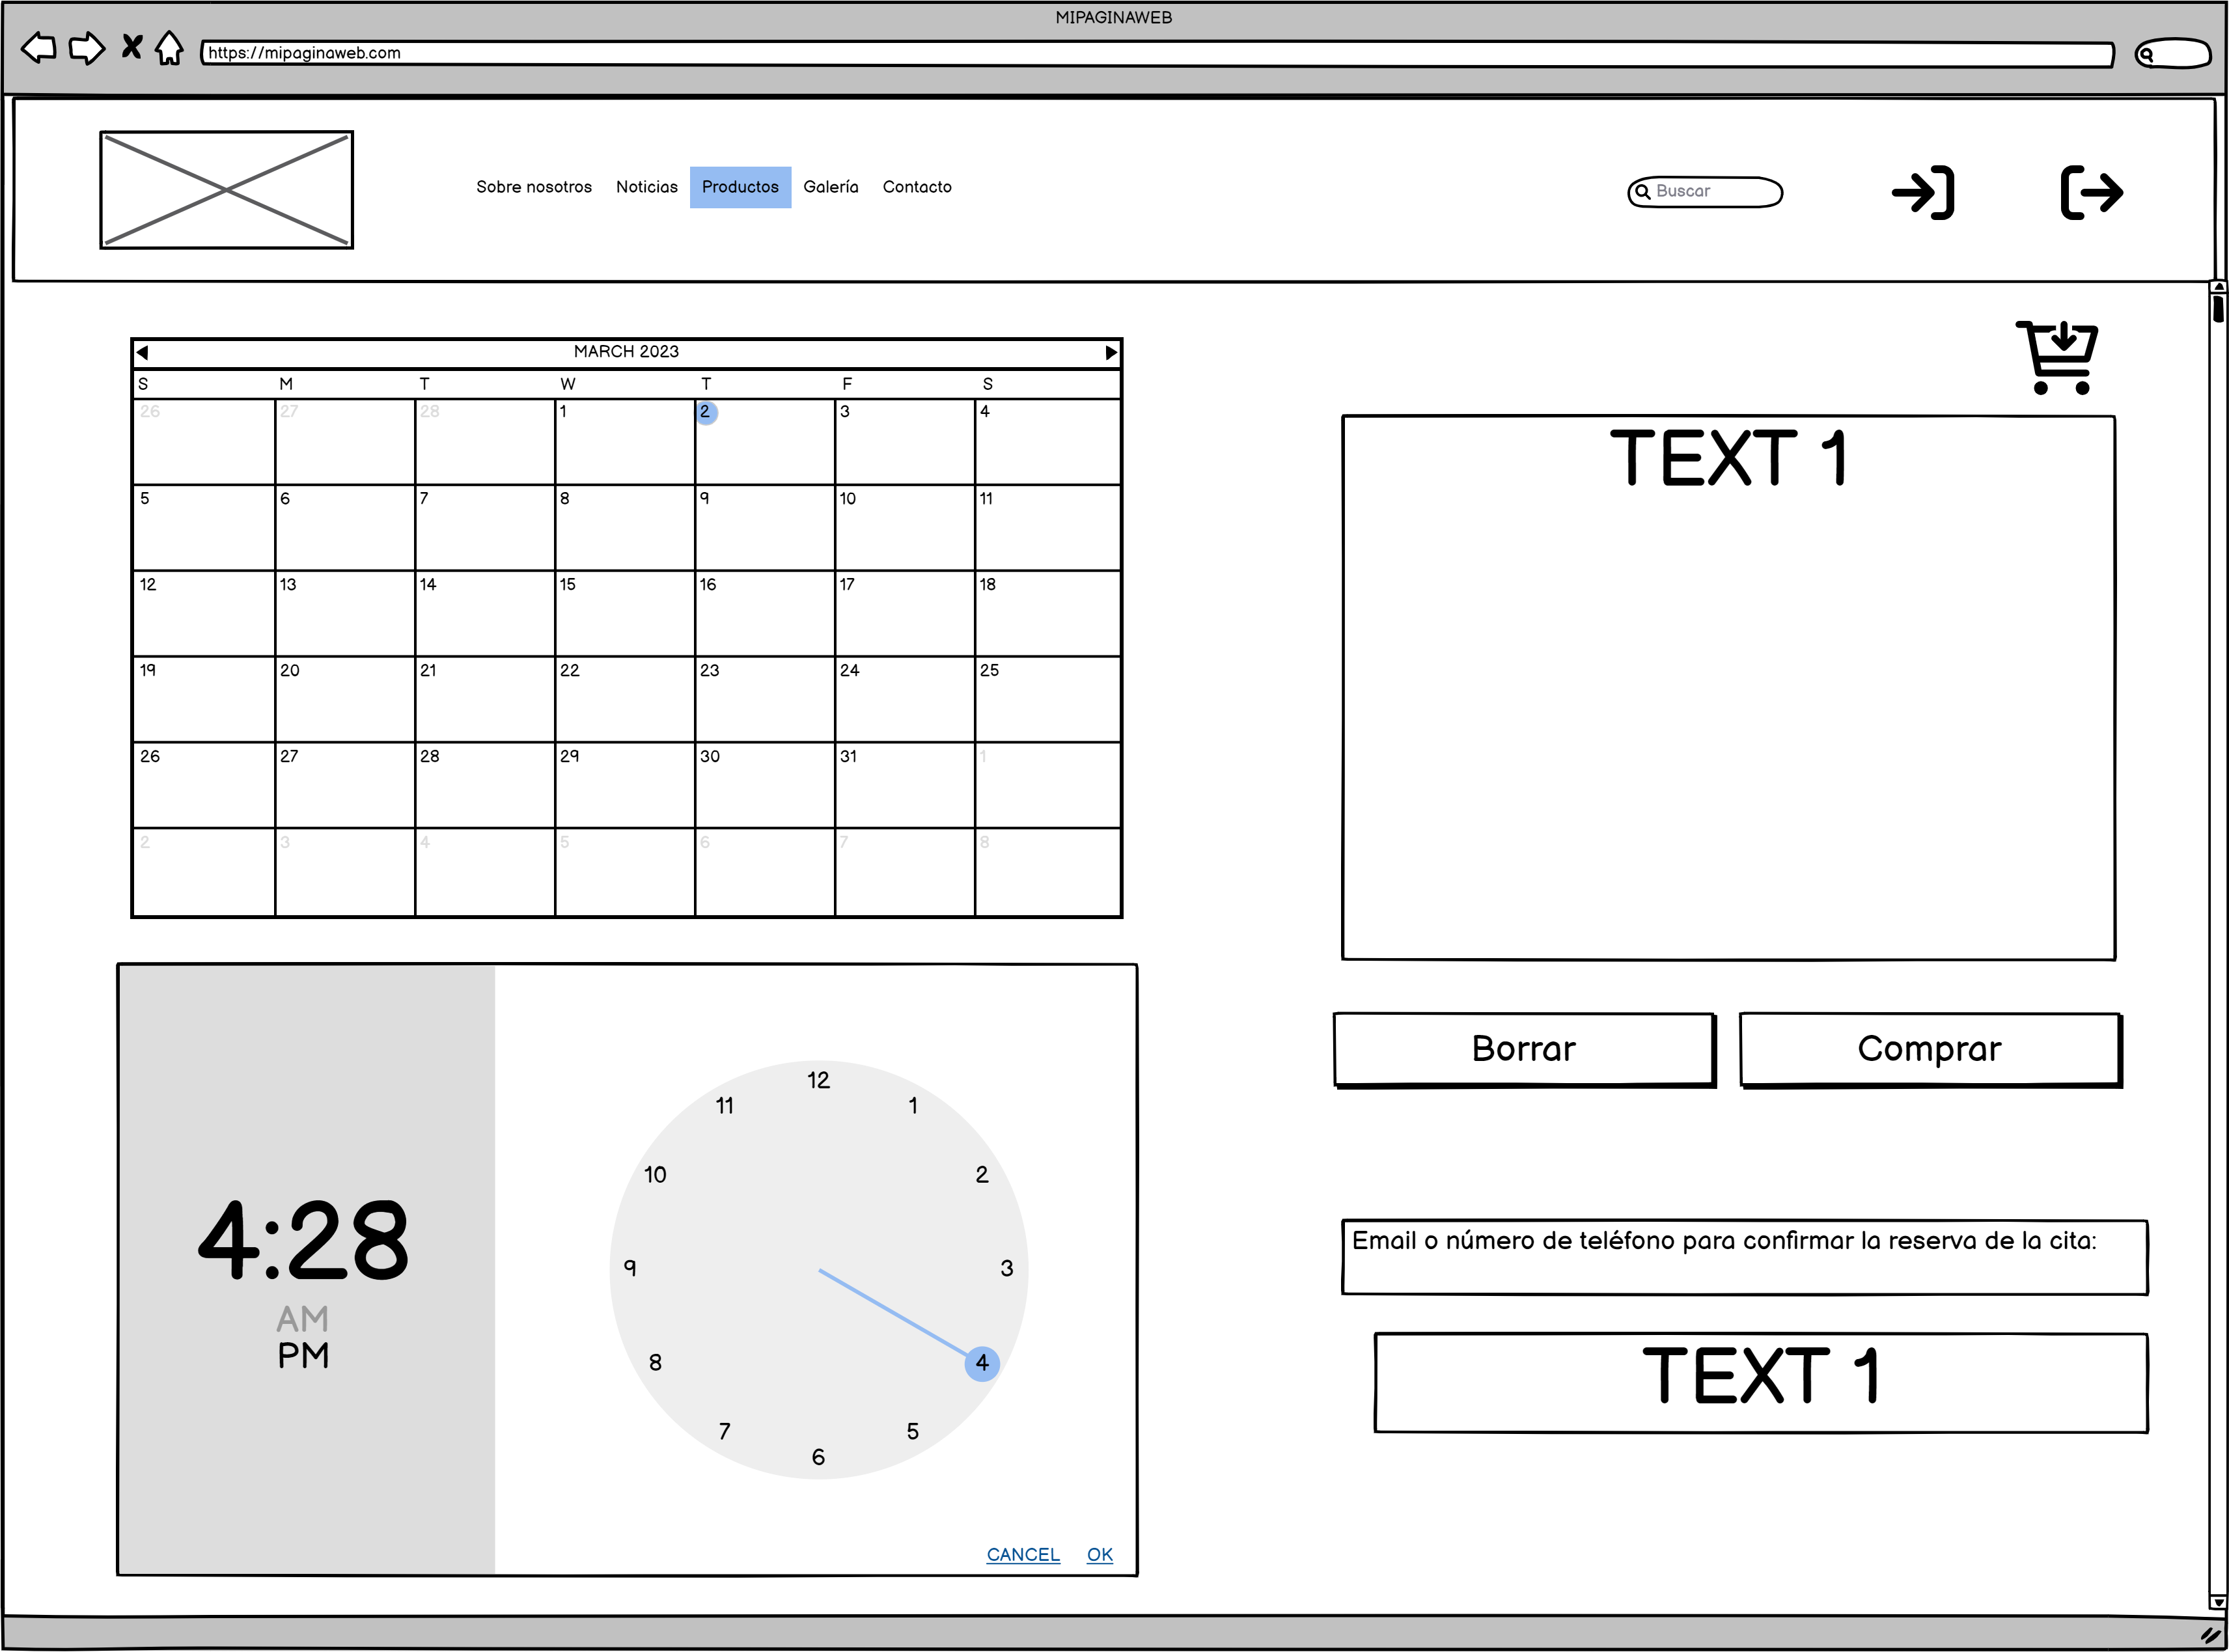 MIPAGINAWEB
https://mipaginaweb.com
Sobre nosotros Noticias Productos Galería Contacto
Buscar
MARCH 2023
S M T W T F S
26 27 28 1 2 3 4
5 6 7 8 9 10 11
12 13 14 15 16 17 18
19 20 21 22 23 24 25
26 27 28 29 30 31 1
2 3 4 5 6 7 8
TEXT 1
Borrar Comprar
4:28
AM
PM
12
11 1
10 2
9 3
8 4
7 5
6
CANCEL OK
Email o número de teléfono para confirmar la reserva de la cita:
TEXT 1